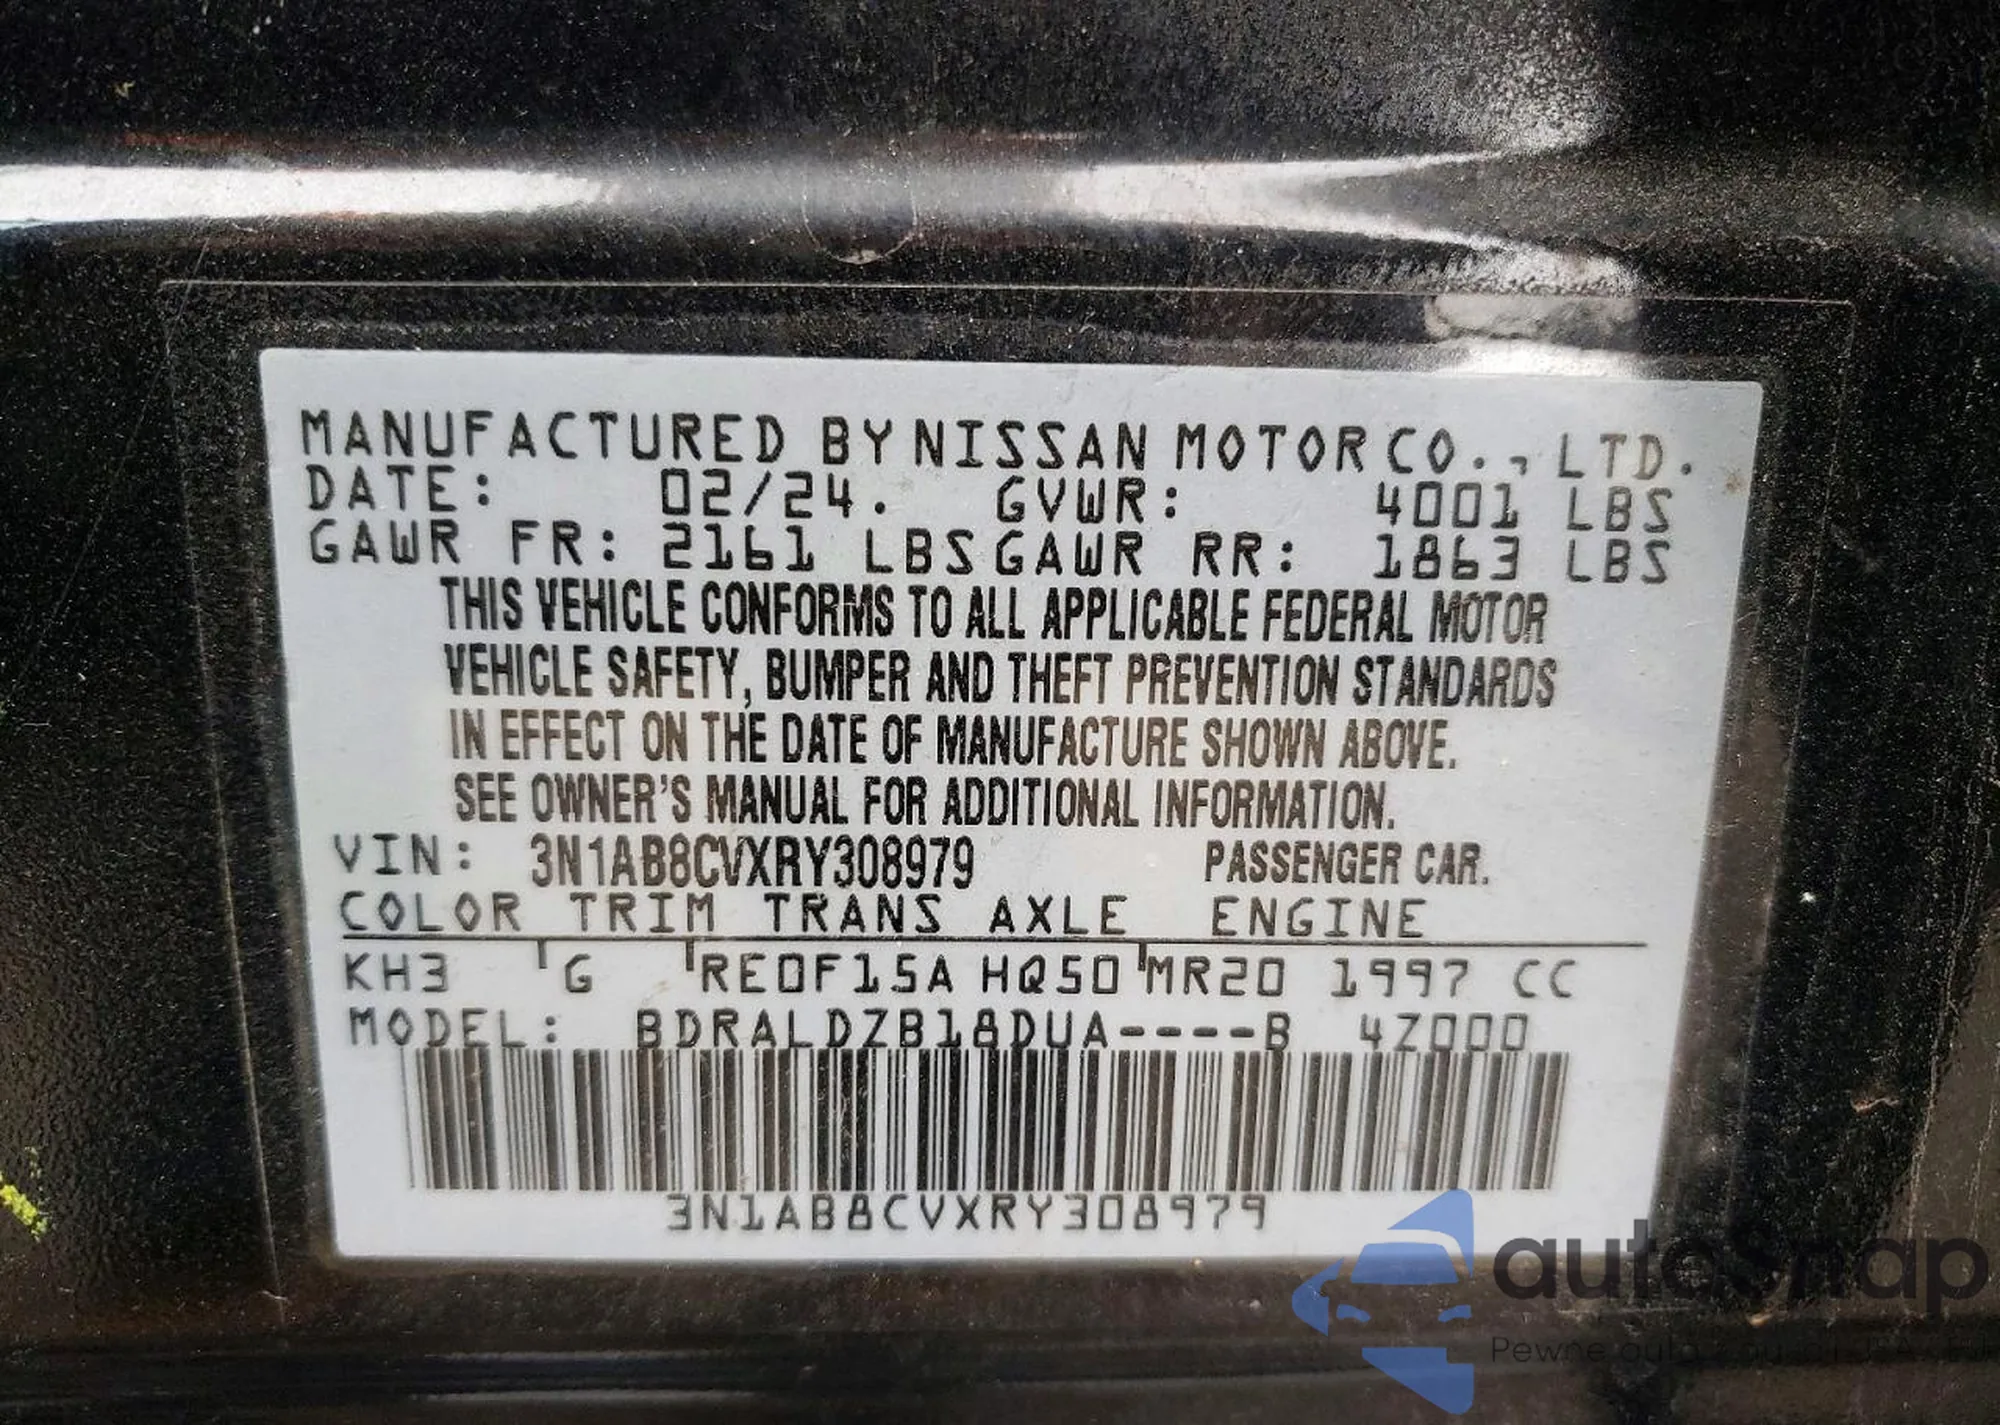 MANUFACTURED BY NISSAN MOTOR CO., LTD.
DATE: 02/24. GVWR: 4001 LBS
GAWR FR: 2161 LBS GAWR RR: 1863 LBS
THIS VEHICLE CONFORMS TO ALL APPLICABLE FEDERAL MOTOR
VEHICLE SAFETY, BUMPER AND THEFT PREVENTION STANDARDS
IN EFFECT ON THE DATE OF MANUFACTURE SHOWN ABOVE.
SEE OWNER'S MANUAL FOR ADDITIONAL INFORMATION.
VIN: 3N1AB8CVXRY308979 PASSENGER CAR.
COLOR TRIM TRANS AXLE ENGINE
KH3 G RE0F15A HQ50 MR20 1997 CC
MODEL: BDRALDZB18DUA----B 4Z000
3N1AB8CVXRY308979
autosnap
Pewne auto z